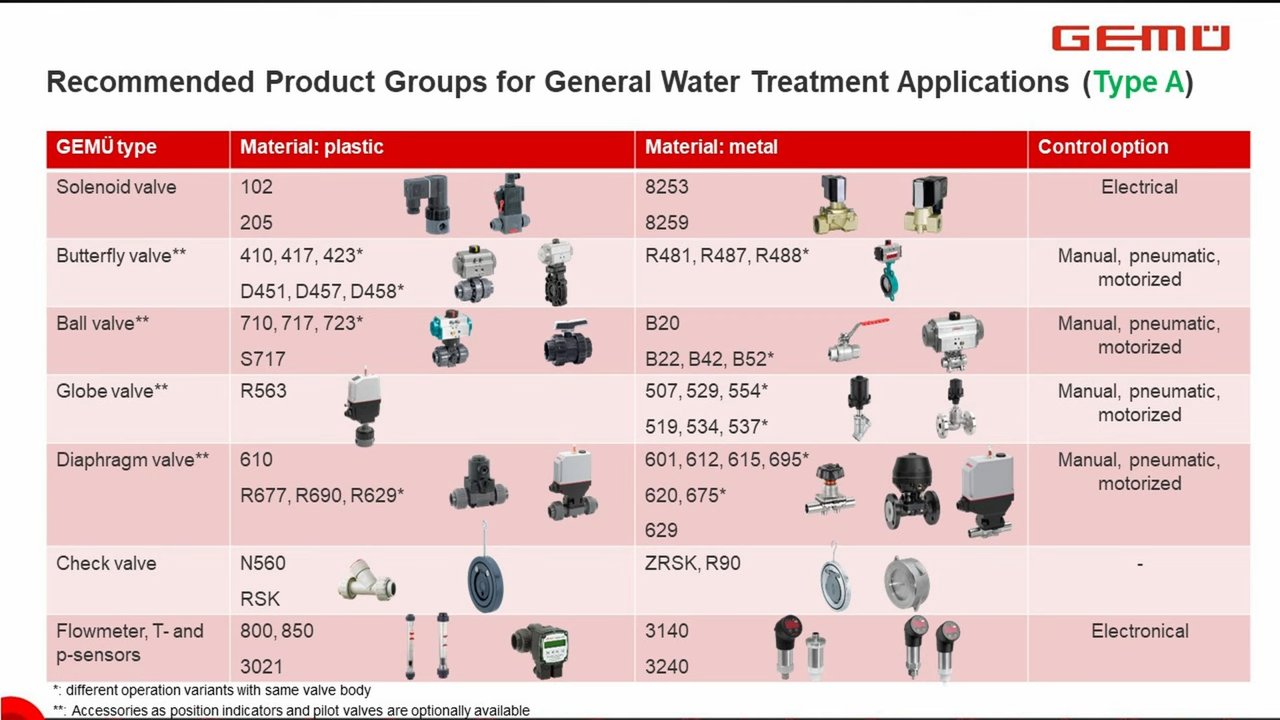 GEMÜ
Recommended Product Groups for General Water Treatment Applications (Type A)
GEMÜ type
Material: plastic
Material: metal
Control option
Solenoid valve
102
205
8253
8259
Electrical
Butterfly valve**
410, 417, 423*
D451, D457, D458*
R481, R487, R488*
Manual, pneumatic,
motorized
Ball valve**
710, 717, 723*
S717
B20
B22, B42, B52*
Manual, pneumatic,
motorized
Globe valve**
R563
507, 529, 554*
519, 534, 537*
Manual, pneumatic,
motorized
Diaphragm valve**
610
R677, R690, R629*
601, 612, 615, 695*
620, 675*
629
Manual, pneumatic,
motorized
Check valve
N560
RSK
ZRSK, R90
-
Flowmeter, T- and
p-sensors
800, 850
3021
3140
3240
Electronical
*: different operation variants with same valve body
**: Accessories as position indicators and pilot valves are optionally available